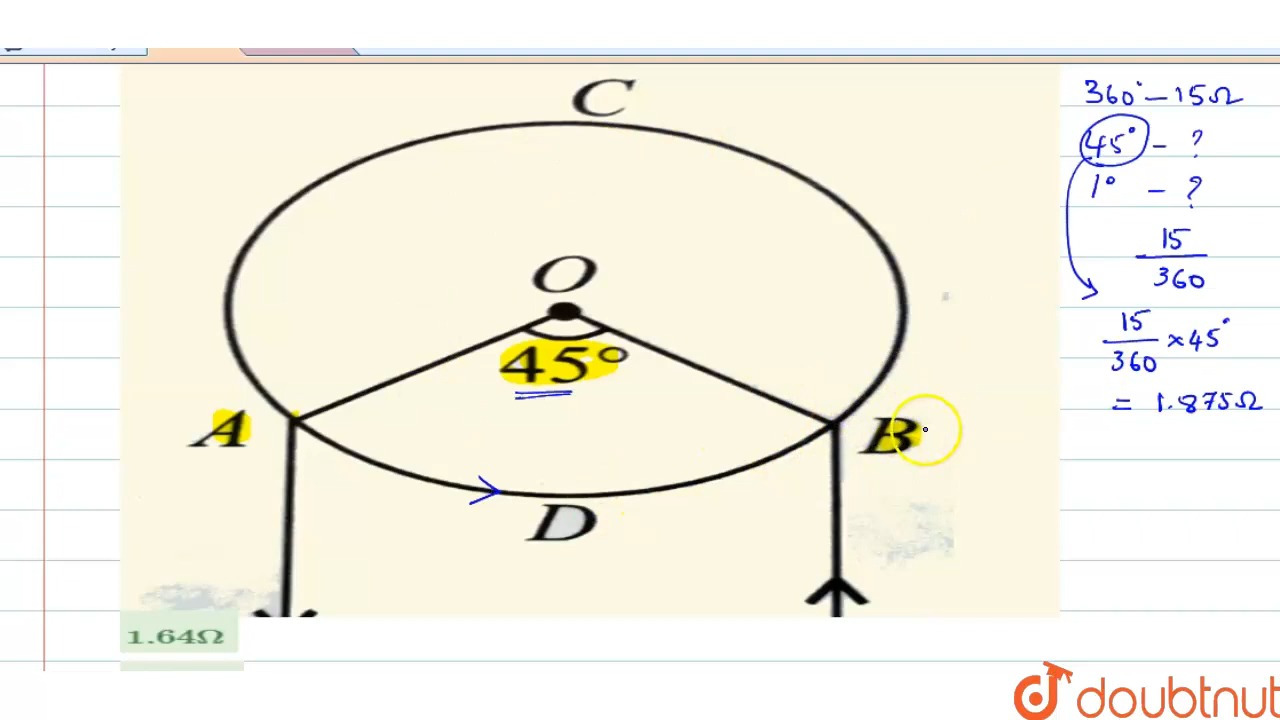 C
O
45°
A
B
D
1.64Ω
360° – 15Ω
45° – ?
1° – ?
15
360
15
360
×45°
= 1.875Ω
doubtnut